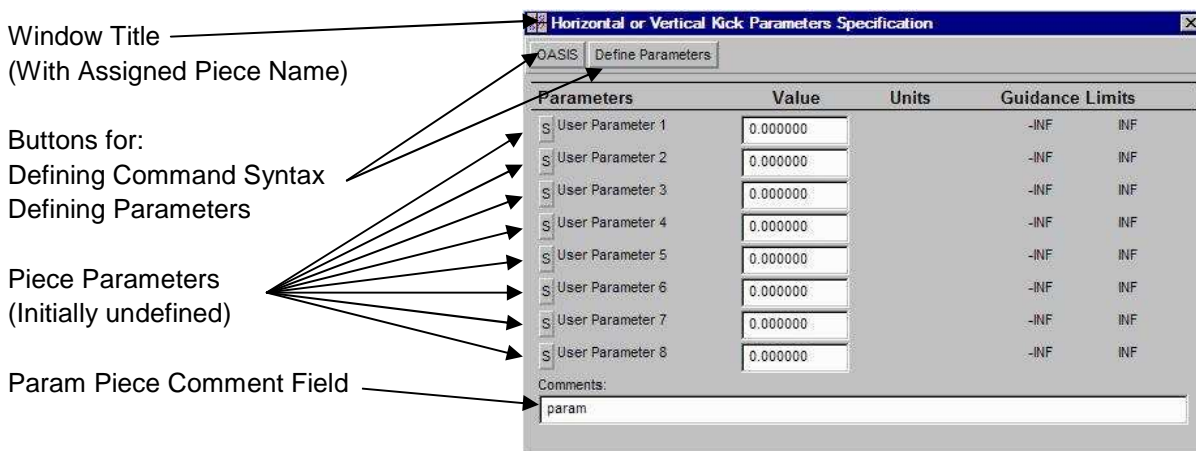 Window Title
(With Assigned Piece Name)
Buttons for:
Defining Command Syntax
Defining Parameters
Piece Parameters
(Initially undefined)
Param Piece Comment Field
Horizontal or Vertical Kick Parameters Specification
OASIS Define Parameters
Parameters Value Units Guidance Limits
S User Parameter 1 0.000000 -INF INF
S User Parameter 2 0.000000 -INF INF
S User Parameter 3 0.000000 -INF INF
S User Parameter 4 0.000000 -INF INF
S User Parameter 5 0.000000 -INF INF
S User Parameter 6 0.000000 -INF INF
S User Parameter 7 0.000000 -INF INF
S User Parameter 8 0.000000 -INF INF
Comments:
param